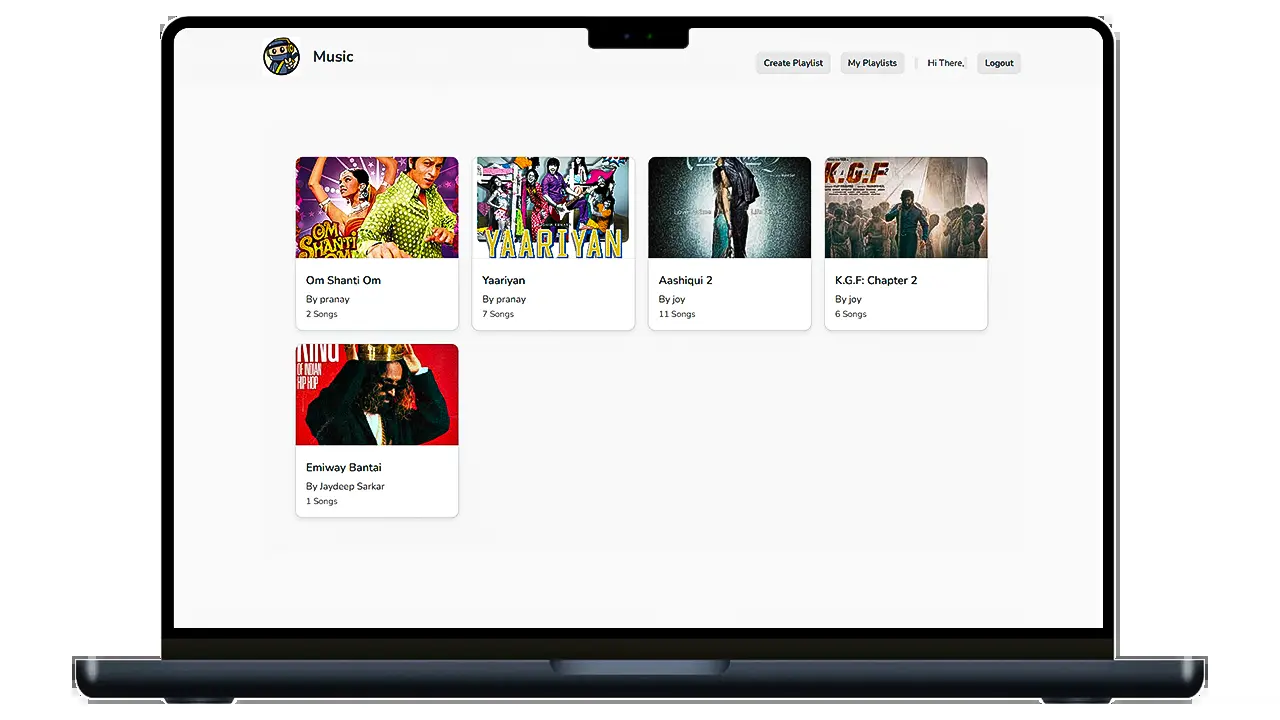 Music
Create Playlist
My Playlists
Hi There,
Logout
OM
SHANTI
OM
YAARIYAN
K.G.F
Om Shanti Om
By pranay
2 Songs
Yaariyan
By pranay
7 Songs
Aashiqui 2
By joy
11 Songs
K.G.F: Chapter 2
By joy
6 Songs
KING
OF INDIAN
HIP HOP
Emiway Bantai
By Jaydeep Sarkar
1 Songs